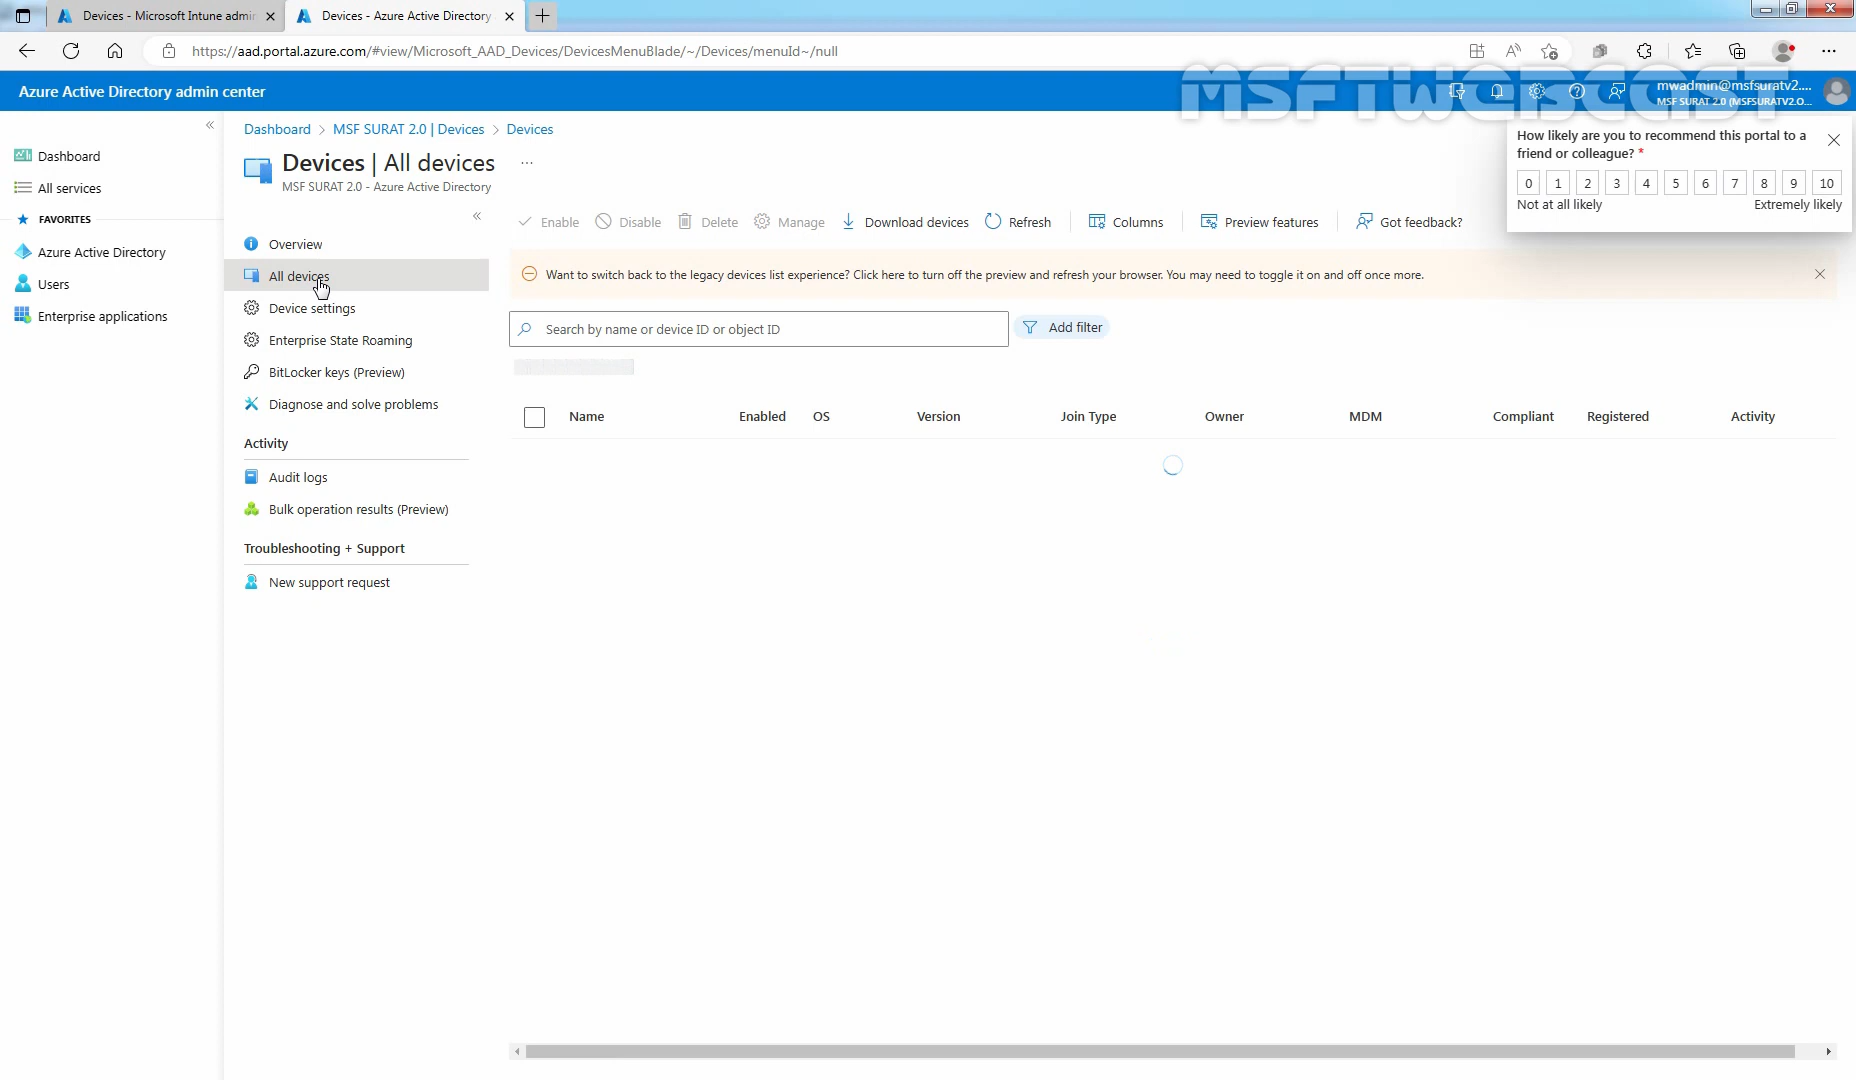 Devices - Microsoft Intune admin
Devices - Azure Active Directory
https://aad.portal.azure.com/#view/Microsoft_AAD_Devices/DevicesMenuBlade/~/Devices/menuId~/null
MSFTWEBCAST
Azure Active Directory admin center
mwadmin@msfsuratv2....
MSF SURAT 2.0 (MSFSURATV2.O...
Dashboard
All services
FAVORITES
Azure Active Directory
Users
Enterprise applications
Dashboard > MSF SURAT 2.0 | Devices > Devices
Devices | All devices ...
MSF SURAT 2.0 - Azure Active Directory
How likely are you to recommend this portal to a
friend or colleague? *
0 1 2 3 4 5 6 7 8 9 10
Not at all likely Extremely likely
Overview
All devices
Device settings
Enterprise State Roaming
BitLocker keys (Preview)
Diagnose and solve problems
Activity
Audit logs
Bulk operation results (Preview)
Troubleshooting + Support
New support request
Enable Disable Delete Manage Download devices Refresh Columns Preview features Got feedback?
Want to switch back to the legacy devices list experience? Click here to turn off the preview and refresh your browser. You may need to toggle it on and off once more.
Search by name or device ID or object ID
Add filter
Name Enabled OS Version Join Type Owner MDM Compliant Registered Activity